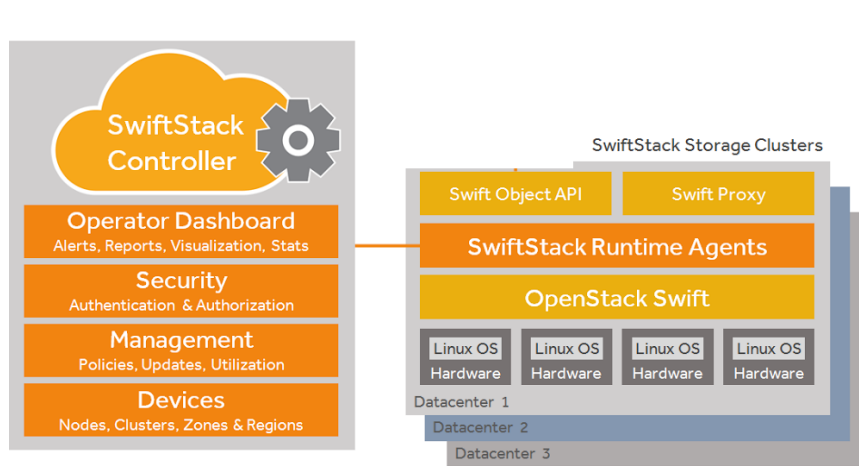 SwiftStack
Controller
Operator Dashboard
Alerts, Reports, Visualization, Stats
Security
Authentication & Authorization
Management
Policies, Updates, Utilization
Devices
Nodes, Clusters, Zones & Regions
SwiftStack Storage Clusters
Swift Object API
Swift Proxy
SwiftStack Runtime Agents
OpenStack Swift
Linux OS
Hardware
Linux OS
Hardware
Linux OS
Hardware
Linux OS
Hardware
Datacenter 1
Datacenter 2
Datacenter 3